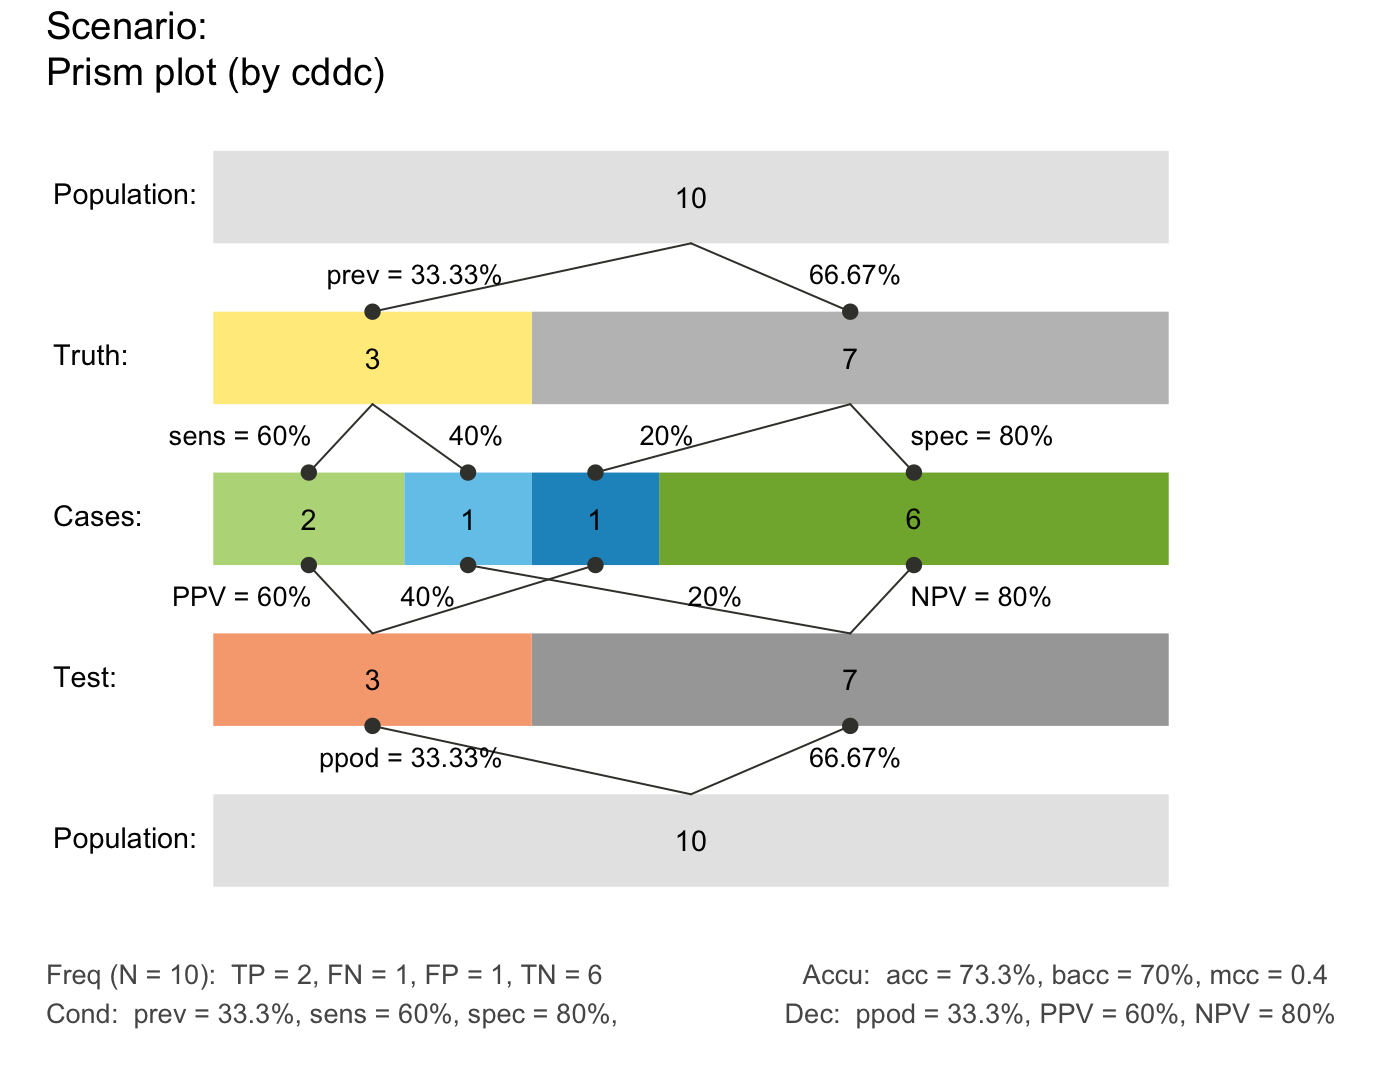 Scenario:
Prism plot (by cddc)
Population:
10
prev = 33.33%
66.67%
Truth:
3
7
sens = 60%
40%
20%
spec = 80%
Cases:
2
1
1
6
PPV = 60%
40%
20%
NPV = 80%
Test:
3
7
ppod = 33.33%
66.67%
Population:
10
Freq (N = 10):  TP = 2, FN = 1, FP = 1, TN = 6
Cond:  prev = 33.3%, sens = 60%, spec = 80%,
Accu:  acc = 73.3%, bacc = 70%, mcc = 0.4
Dec:  ppod = 33.3%, PPV = 60%, NPV = 80%